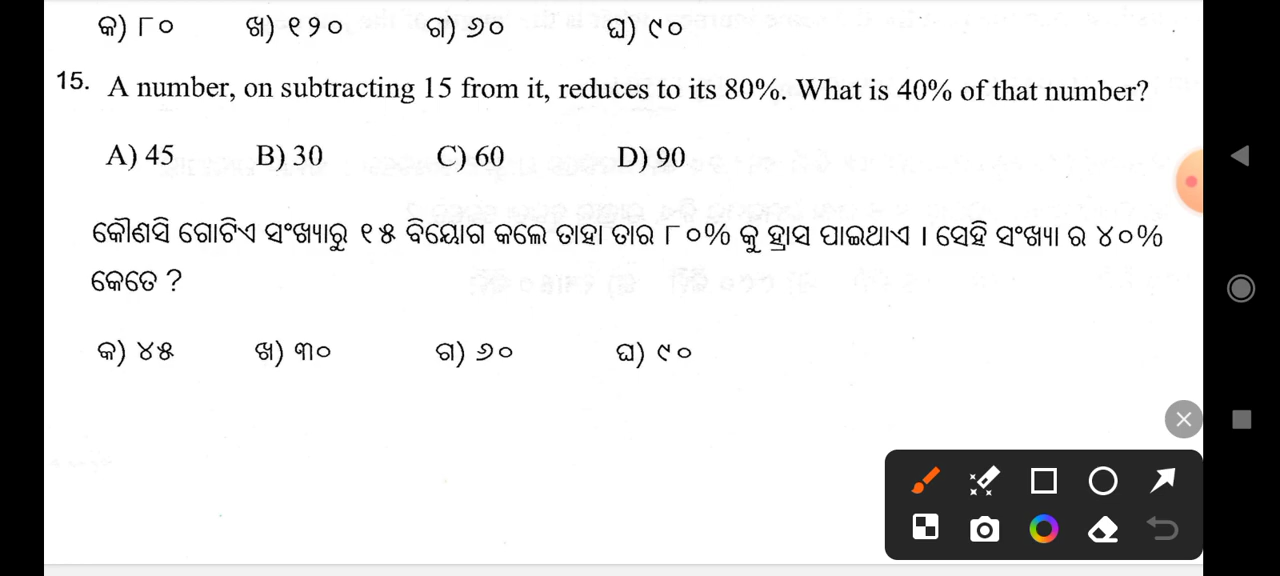 କ) ୮୦ ଖ) ୧୨୦ ଗ) ୬୦ ଘ) ୯୦
15. A number, on subtracting 15 from it, reduces to its 80%. What is 40% of that number?
A) 45 B) 30 C) 60 D) 90
କୌଣସି ଗୋଟିଏ ସଂଖ୍ୟାରୁ ୧୫ ବିୟୋଗ କଲେ ତାହା ତାର ୮୦% କୁ ହ୍ରାସ ପାଇଥାଏ । ସେହି ସଂଖ୍ୟା ର ୪୦%
କେତେ ?
କ) ୪୫ ଖ) ୩୦ ଗ) ୬୦ ଘ) ୯୦